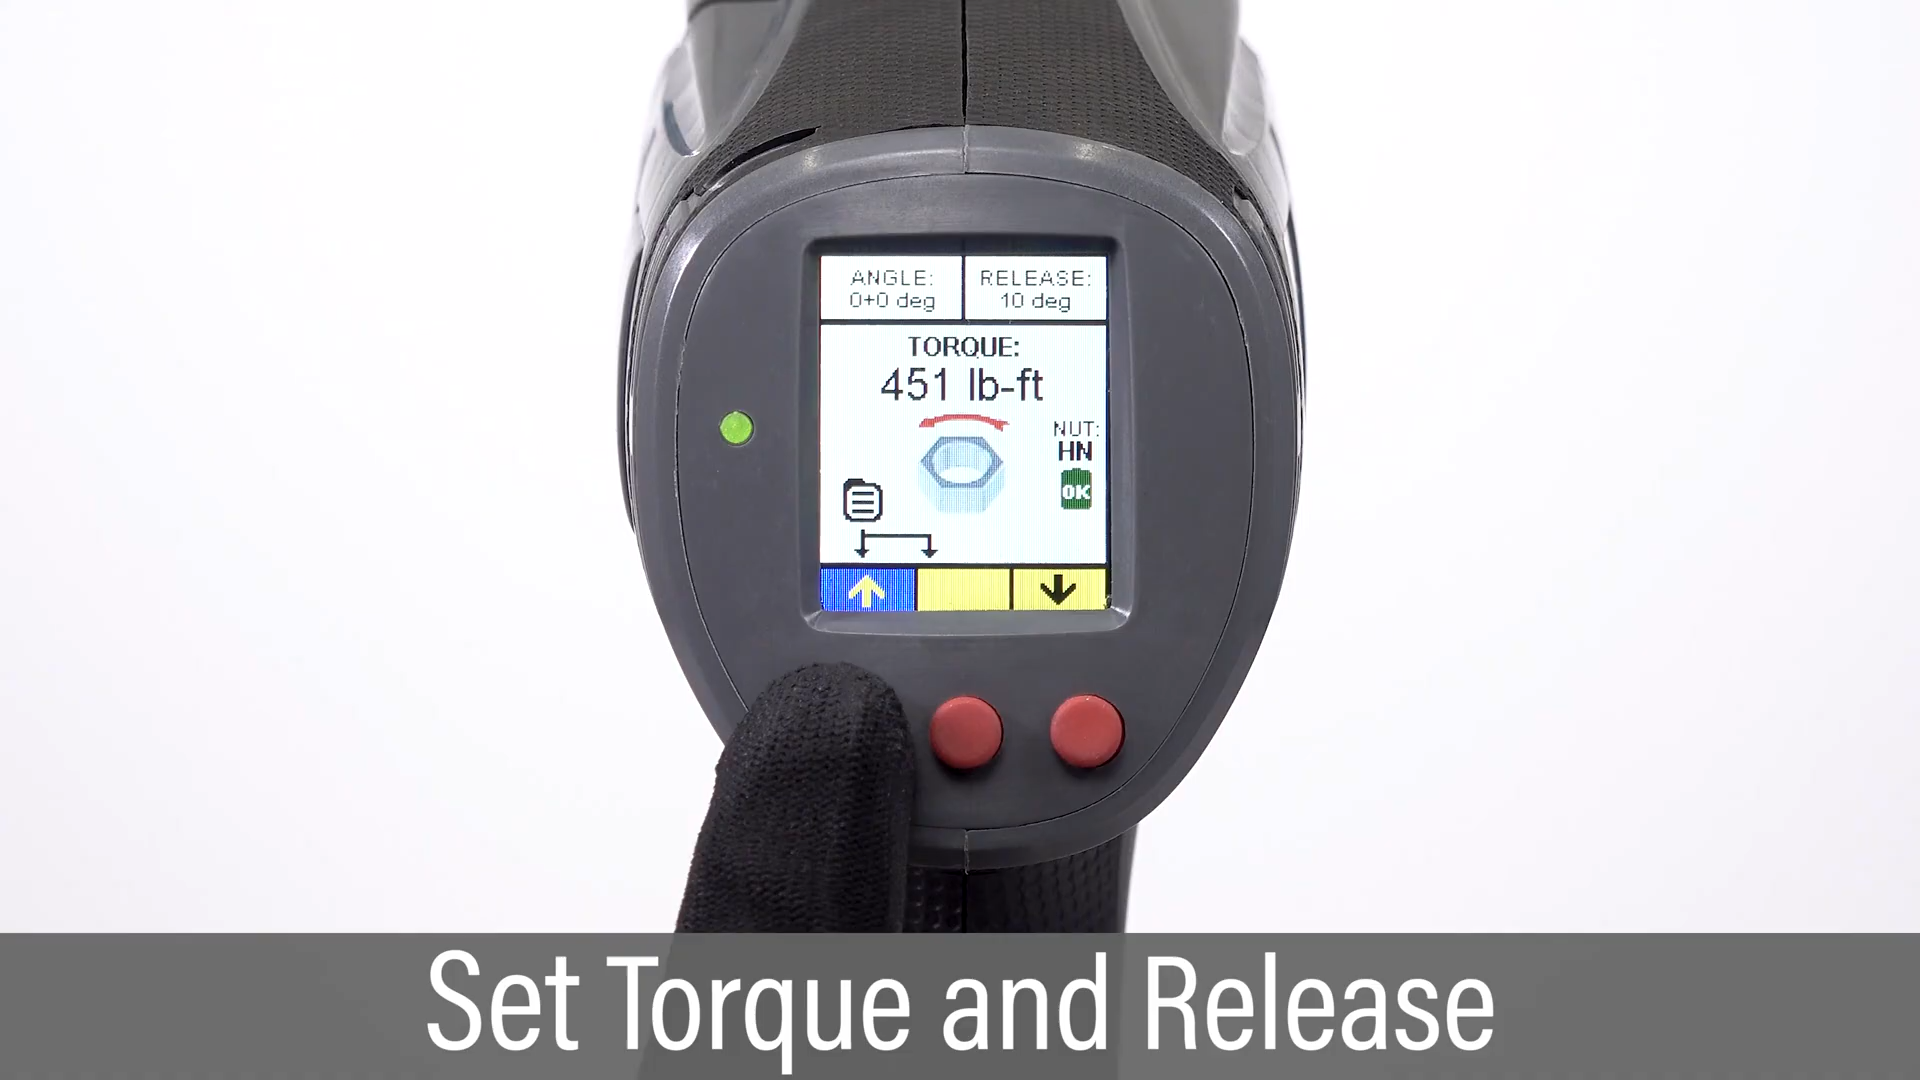 ANGLE:
0+0 deg
RELEASE:
10 deg
TORQUE:
451 lb-ft
NUT:
HN
OK
Set Torque and Release